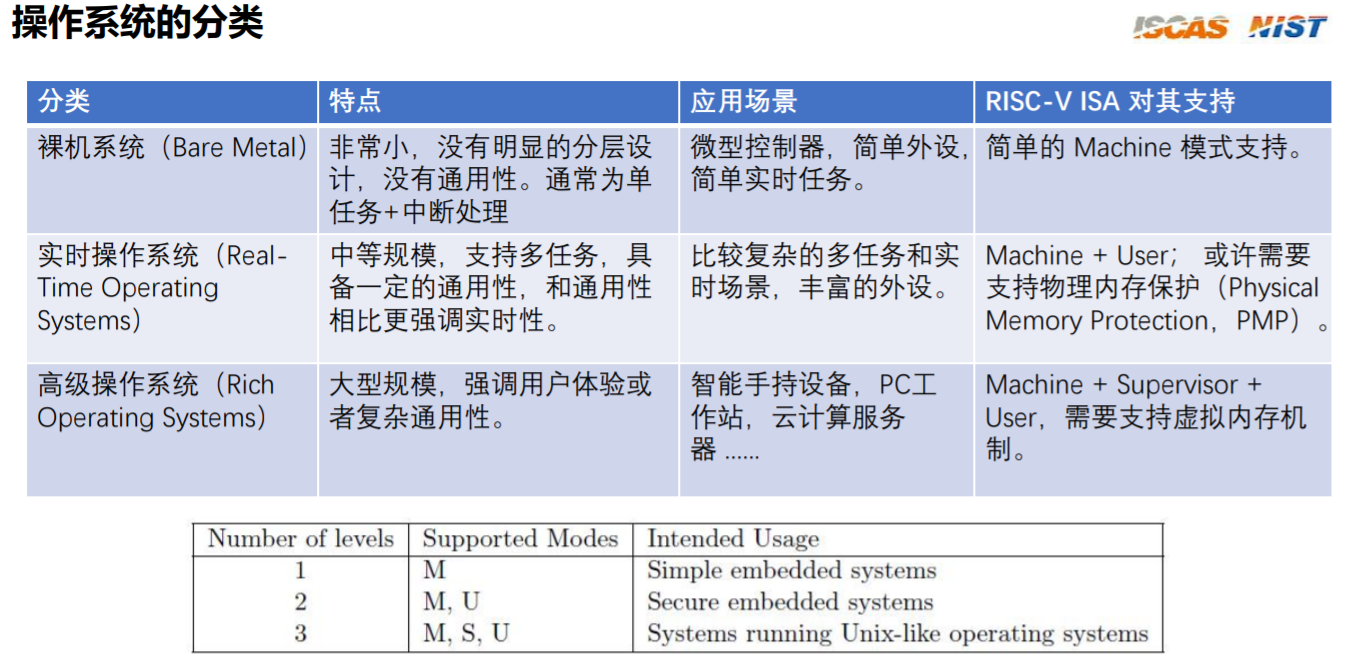 操作系统的分类
ISCAS NIST
分类 特点 应用场景 RISC-V ISA 对其支持
裸机系统（Bare Metal）
非常小，没有明显的分层设
计，没有通用性。通常为单
任务+中断处理
微型控制器，简单外设，
简单实时任务。
简单的 Machine 模式支持。
实时操作系统（Real-
Time Operating
Systems）
中等规模，支持多任务，具
备一定的通用性，和通用性
相比更强调实时性。
比较复杂的多任务和实
时场景，丰富的外设。
Machine + User； 或许需要
支持物理内存保护（Physical
Memory Protection，PMP）。
高级操作系统（Rich
Operating Systems）
大型规模，强调用户体验或
者复杂通用性。
智能手持设备，PC工
作站，云计算服务
器 ......
Machine + Supervisor +
User，需要支持虚拟内存机
制。
Number of levels Supported Modes Intended Usage
1 M Simple embedded systems
2 M, U Secure embedded systems
3 M, S, U Systems running Unix-like operating systems